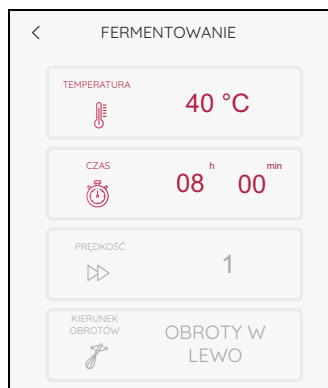 FERMENTOWANIE
TEMPERATURA
40 °C
CZAS
08 h 00 min
PRĘDKOŚĆ
1
KIERUNEK
OBROTÓW
OBROTY W
LEWO